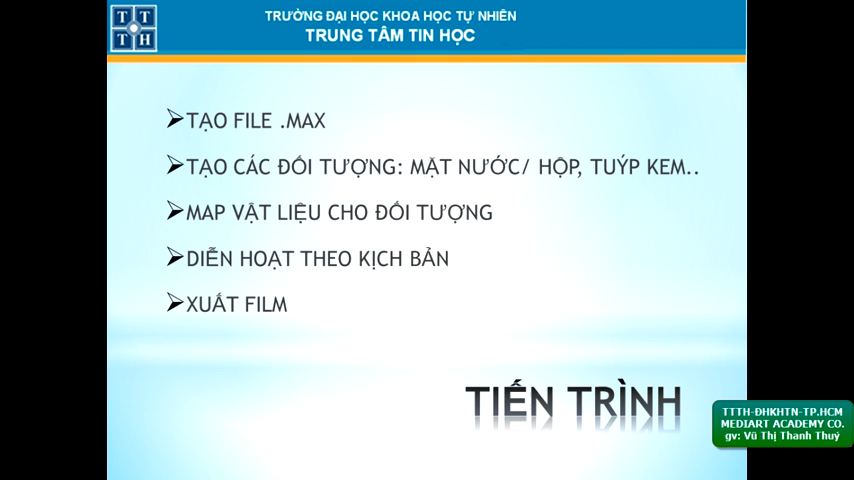 T T
T H
TRƯỜNG ĐẠI HỌC KHOA HỌC TỰ NHIÊN
TRUNG TÂM TIN HỌC
➢TẠO FILE .MAX
➢TẠO CÁC ĐỐI TƯỢNG: MẶT NƯỚC/ HỘP, TUÝP KEM..
➢MAP VẬT LIỆU CHO ĐỐI TƯỢNG
➢DIỄN HOẠT THEO KỊCH BẢN
➢XUẤT FILM
TIẾN TRÌNH
TTTH-ĐHKHTN-TP.HCM
MEDIART ACADEMY CO.
gv: Vũ Thị Thanh Thuý